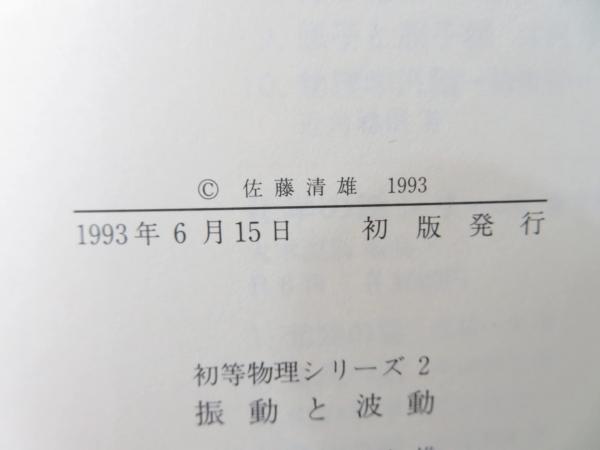 © 佐藤清雄 1993
1993年6月15日 初版発行
初等物理シリーズ 2
振動と波動